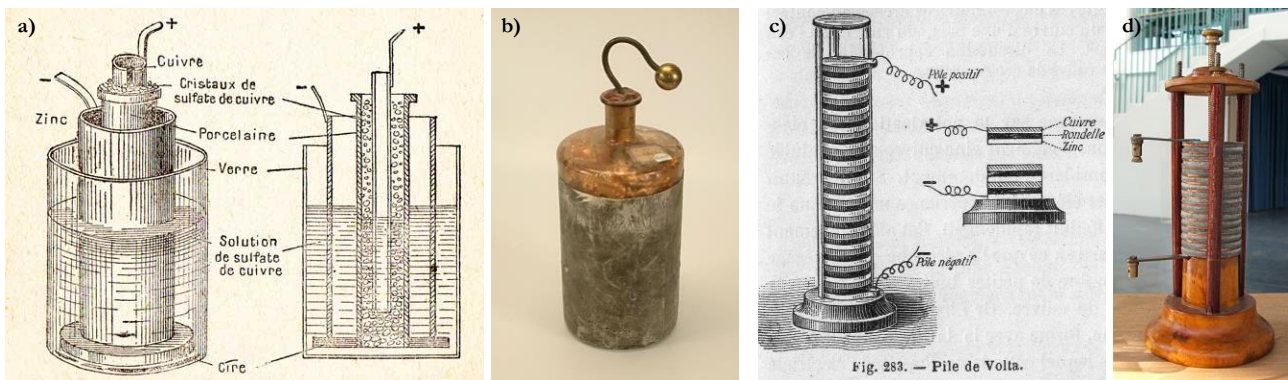 a)
+
Cuivre
Cristaux de
sulfate de cuivre
−
Zinc
Porcelaine
Verre
Solution
de sulfate
de cuivre
Cire
+
−
b)
c)
Pôle positif
+
+
Cuivre
Rondelle
Zinc
−
−
Pôle négatif
Fig. 283. — Pile de Volta.
d)